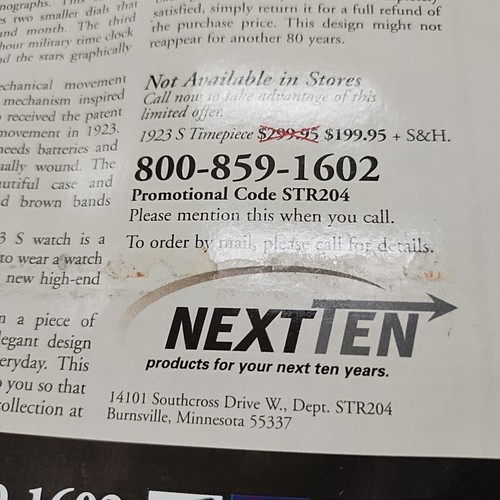 nographs. This
es two smaller dials that
and month. The third
hour military time clock
nd the stars graphically
echanical movement
mechanism inspired
received the patent
movement in 1923.
needs batteries and
ually wound. The
utiful case and
d brown bands
3 S watch is a
to wear a watch
new high-end
n a piece of
legant design
eryday. This
you so that
ollection at
satisfied, simply return it for a full refund of
the purchase price. This design might not
reappear for another 80 years.
Not Available in Stores
Call now to take advantage of this
limited offer.
1923 S Timepiece $299.95 $199.95 + S&H.
800-859-1602
Promotional Code STR204
Please mention this when you call.
To order by mail, please call for details.
NEXTTEN
products for your next ten years.
14101 Southcross Drive W., Dept. STR204
Burnsville, Minnesota 55337